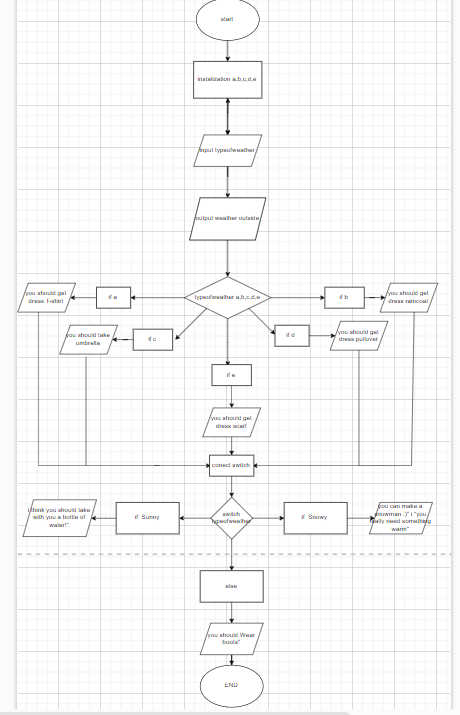 start
instalization a,b,c,d,e
input typeofweather
output weather outside
typeofweather a,b,c,d,e
you should get
dress T-shirt
if a
if b
you should get
dress raincoat
you should take
umbrella
if c
if d
you should get
dress pullover
if e
you should get
dress scarf
conect switch
i think you should take
with you a bottle of
water!"
if Sunny
switch
typeofweather
if Snowy
you can make a
snowman :)" / "you
really need something
warm"
else
you should Wear
boots"
END